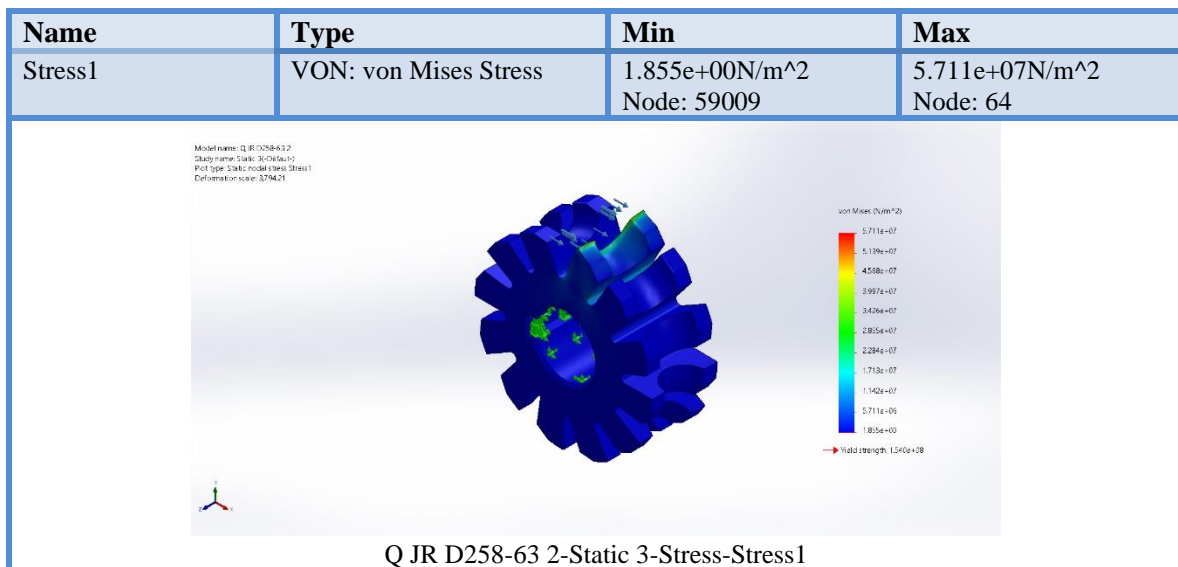 Name Type Min Max
Stress1 VON: von Mises Stress 1.855e+00N/m^2 5.711e+07N/m^2
Node: 59009 Node: 64
Model name: Q JR D258-63 2
Study name: Static 3(-Default-)
Plot type: Static nodal stress Stress1
Deformation scale: 3,794.21
von Mises (N/m^2)
5.711e+07
5.139e+07
4.568e+07
3.997e+07
3.426e+07
2.855e+07
2.284e+07
1.713e+07
1.142e+07
5.711e+06
1.855e+00
Yield strength: 1.540e+08
Y
Z X
Q JR D258-63 2-Static 3-Stress-Stress1